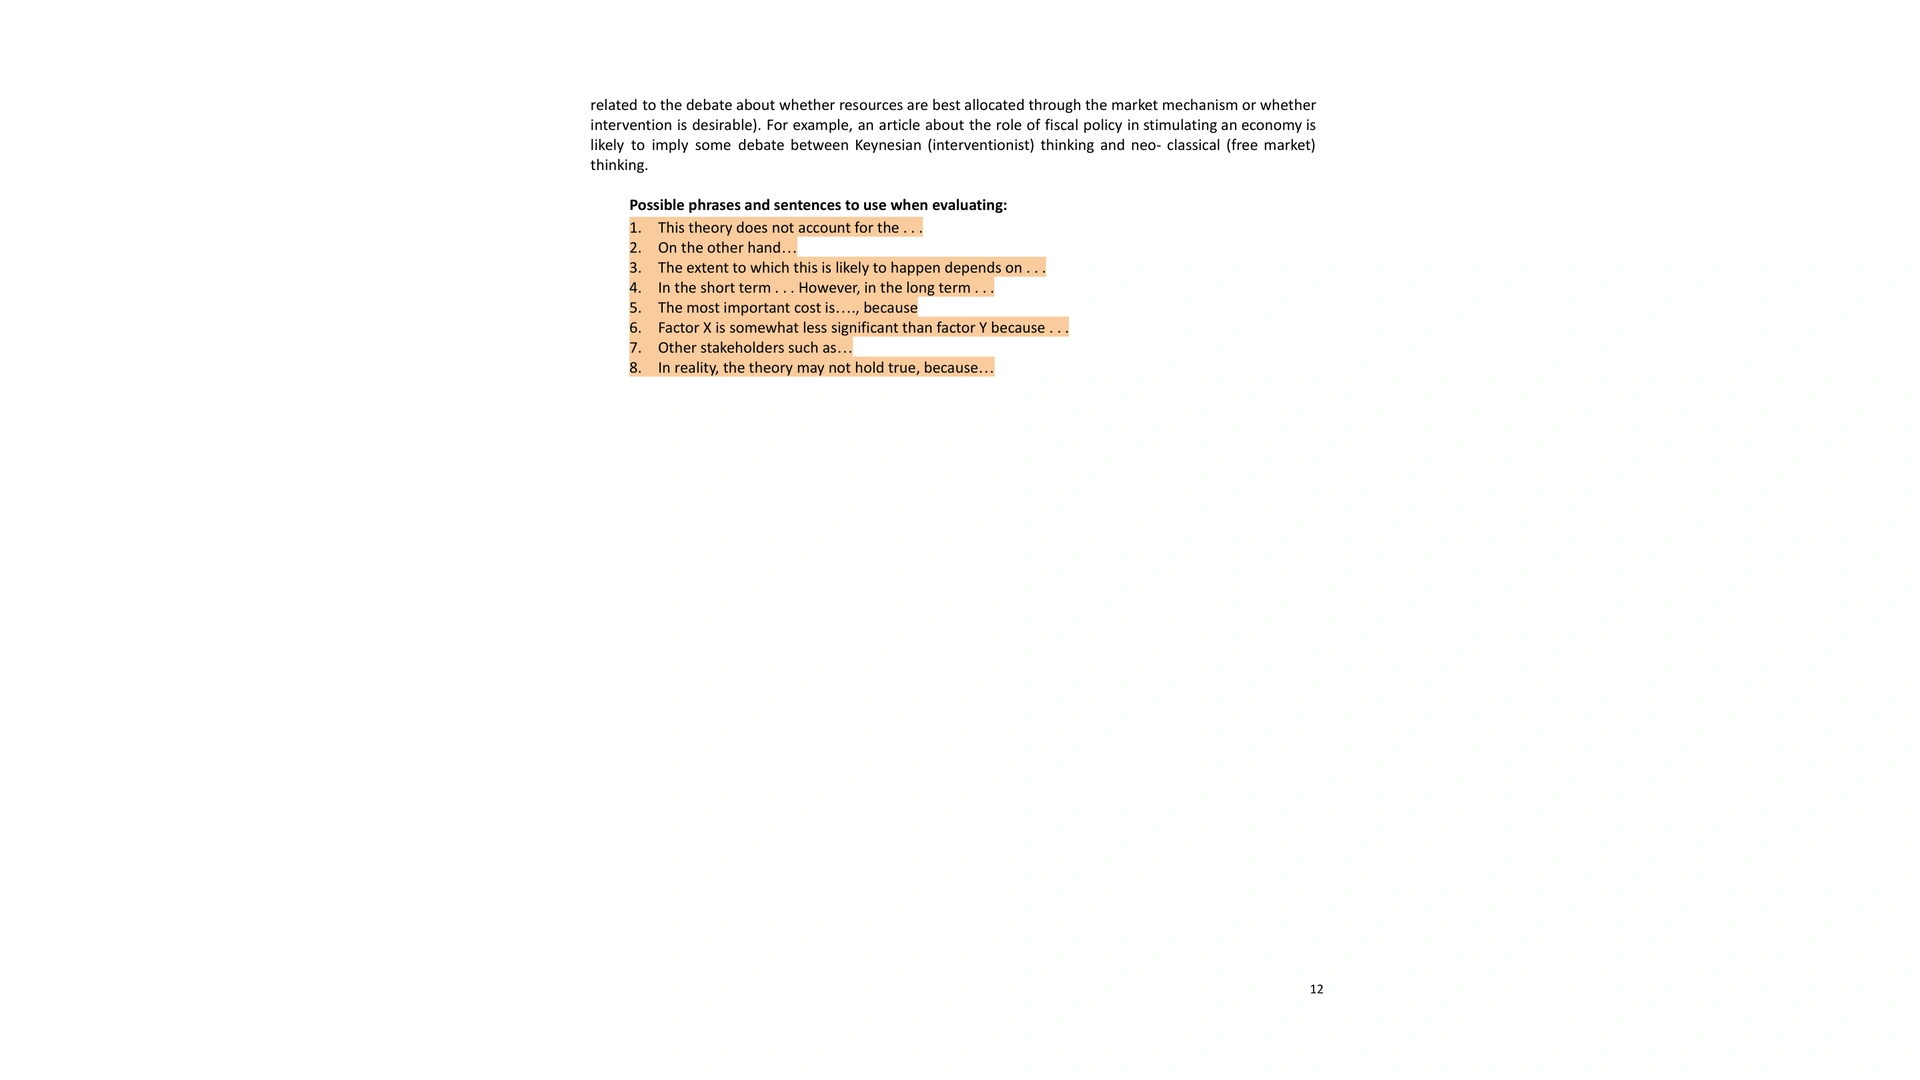 related to the debate about whether resources are best allocated through the market mechanism or whether
intervention is desirable). For example, an article about the role of fiscal policy in stimulating an economy is
likely to imply some debate between Keynesian (interventionist) thinking and neo- classical (free market)
thinking.
Possible phrases and sentences to use when evaluating:
1. This theory does not account for the . . .
2. On the other hand…
3. The extent to which this is likely to happen depends on . . .
4. In the short term . . . However, in the long term . . .
5. The most important cost is…., because
6. Factor X is somewhat less significant than factor Y because . . .
7. Other stakeholders such as…
8. In reality, the theory may not hold true, because…
12